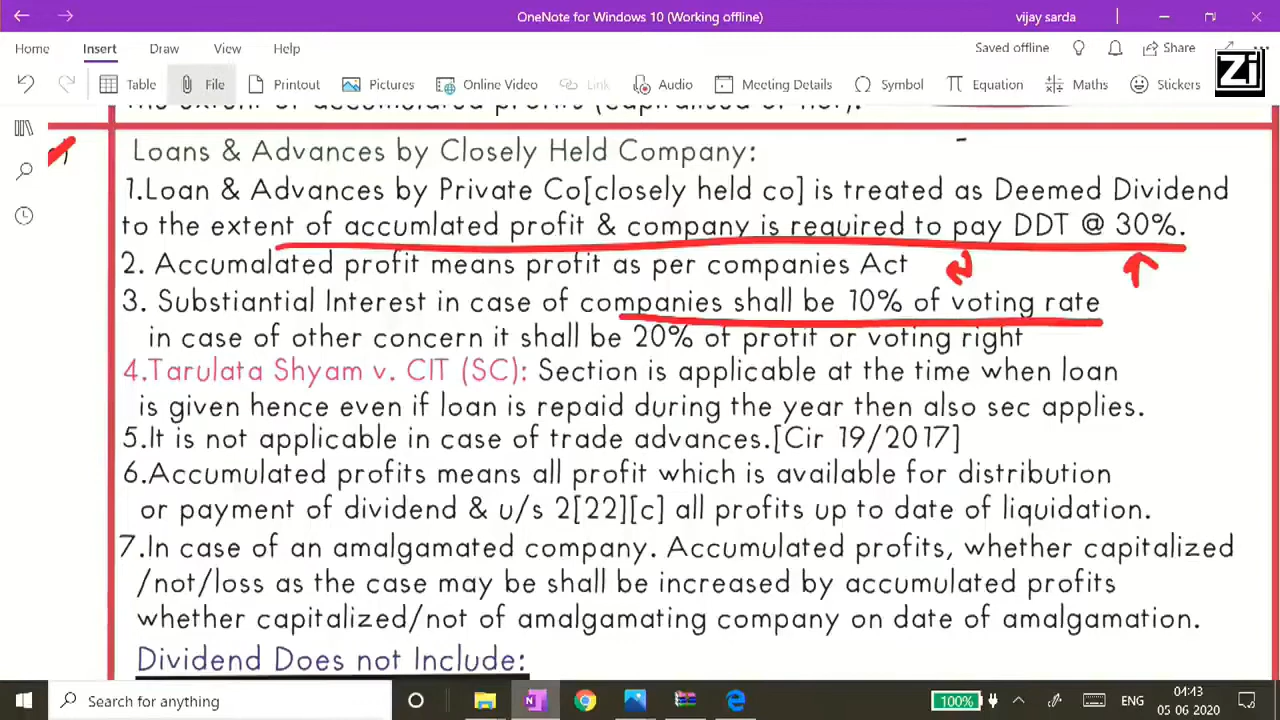 OneNote for Windows 10 (Working offline)
vijay sarda
Home Insert Draw View Help
Saved offline
Share
Table File Printout Pictures Online Video Link Audio Meeting Details Symbol Equation Maths Stickers
Zi
the extent of accumulated profits (capitalised or not).
Loans & Advances by Closely Held Company:
1.Loan & Advances by Private Co[closely held co] is treated as Deemed Dividend
to the extent of accumlated profit & company is required to pay DDT @ 30%.
2. Accumalated profit means profit as per companies Act
3. Substiantial Interest in case of companies shall be 10% of voting rate
in case of other concern it shall be 20% of profit or voting right
4.Tarulata Shyam v. CIT (SC): Section is applicable at the time when loan
is given hence even if loan is repaid during the year then also sec applies.
5.It is not applicable in case of trade advances.[Cir 19/2017]
6.Accumulated profits means all profit which is available for distribution
or payment of dividend & u/s 2[22][c] all profits up to date of liquidation.
7.In case of an amalgamated company. Accumulated profits, whether capitalized
/not/loss as the case may be shall be increased by accumulated profits
whether capitalized/not of amalgamating company on date of amalgamation.
Dividend Does not Include:
Search for anything
100%
ENG
04:43
05-06-2020